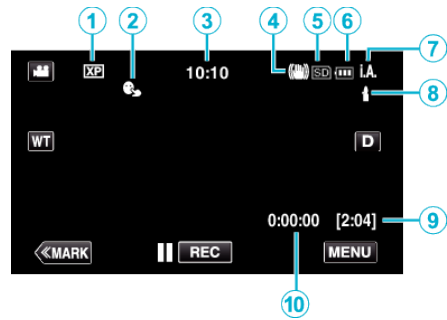 1 2 3 4 5 6 7
XP 10:10 SD i.A.
8
WT D
0:00:00 [2:04] 9
≪MARK REC MENU
10